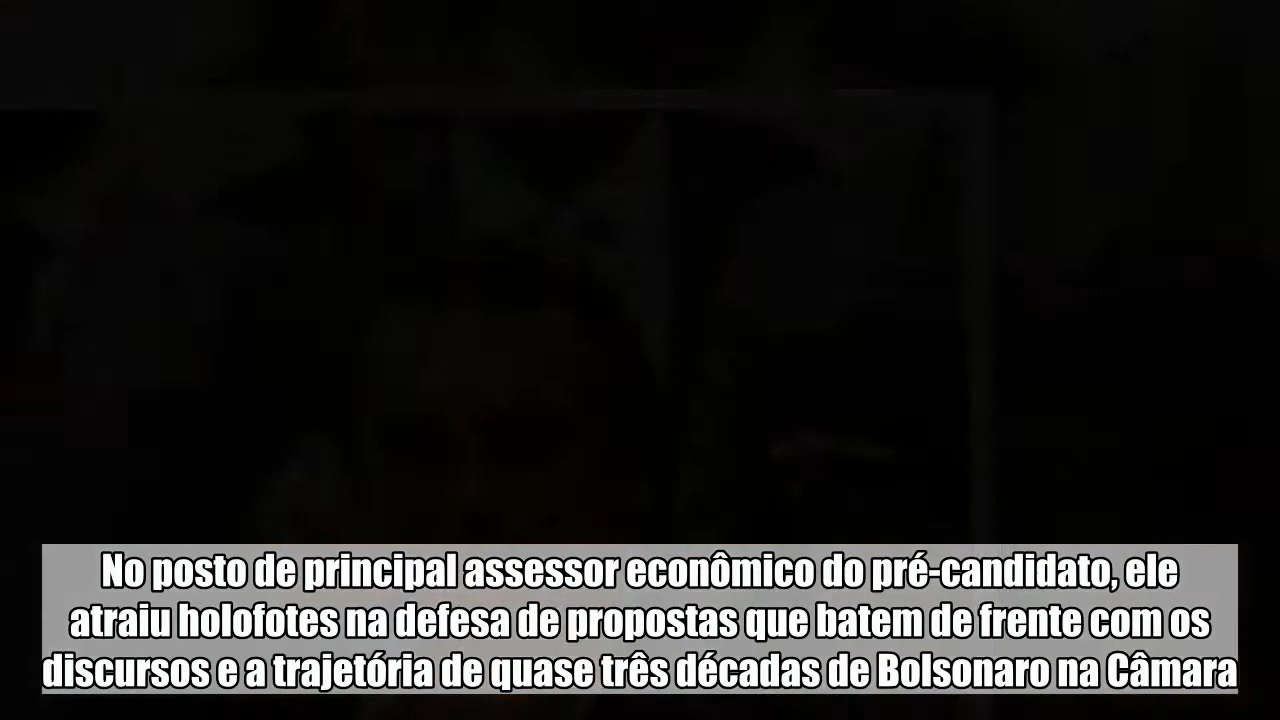 No posto de principal assessor econômico do pré-candidato, ele
atraiu holofotes na defesa de propostas que batem de frente com os
discursos e a trajetória de quase três décadas de Bolsonaro na Câmara